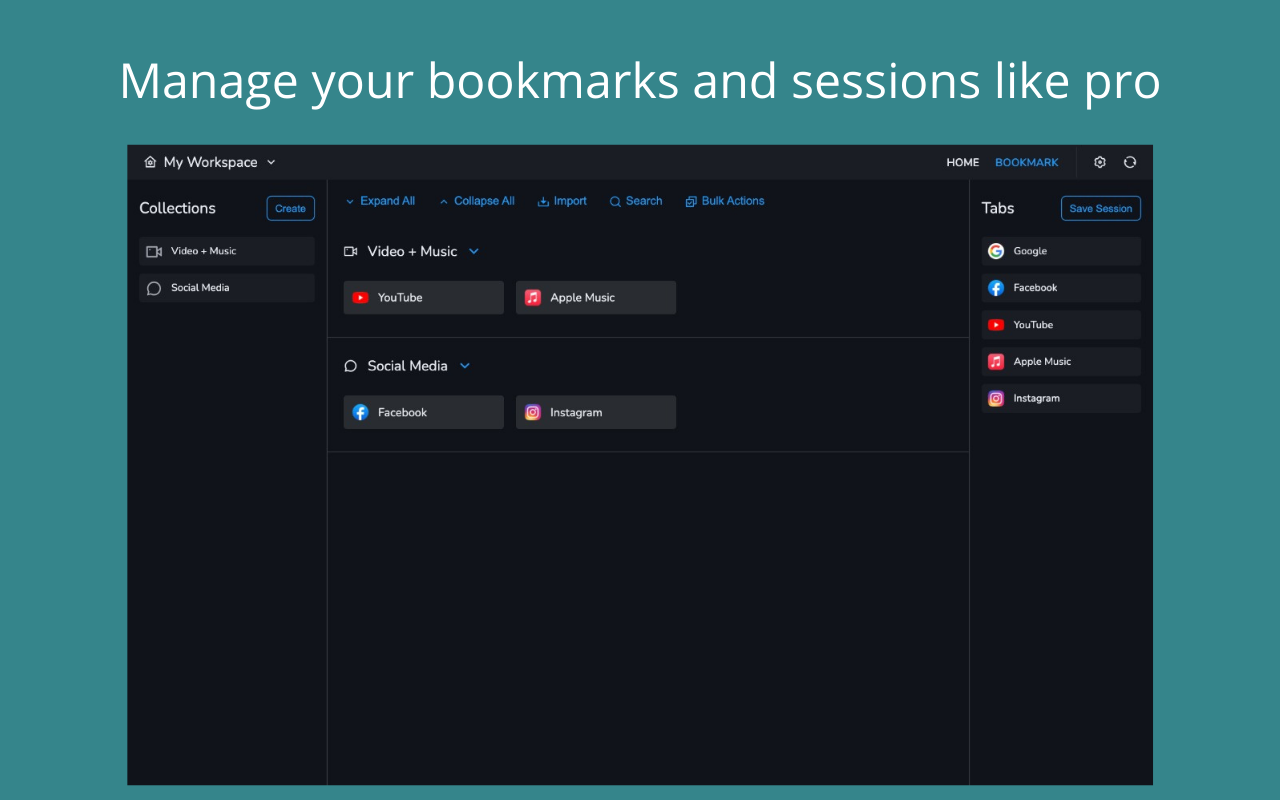 Manage your bookmarks and sessions like pro
My Workspace
HOME BOOKMARK
Collections Create
Video + Music
Social Media
Expand All Collapse All Import Search Bulk Actions
Video + Music
YouTube Apple Music
Social Media
Facebook Instagram
Tabs Save Session
Google
Facebook
YouTube
Apple Music
Instagram